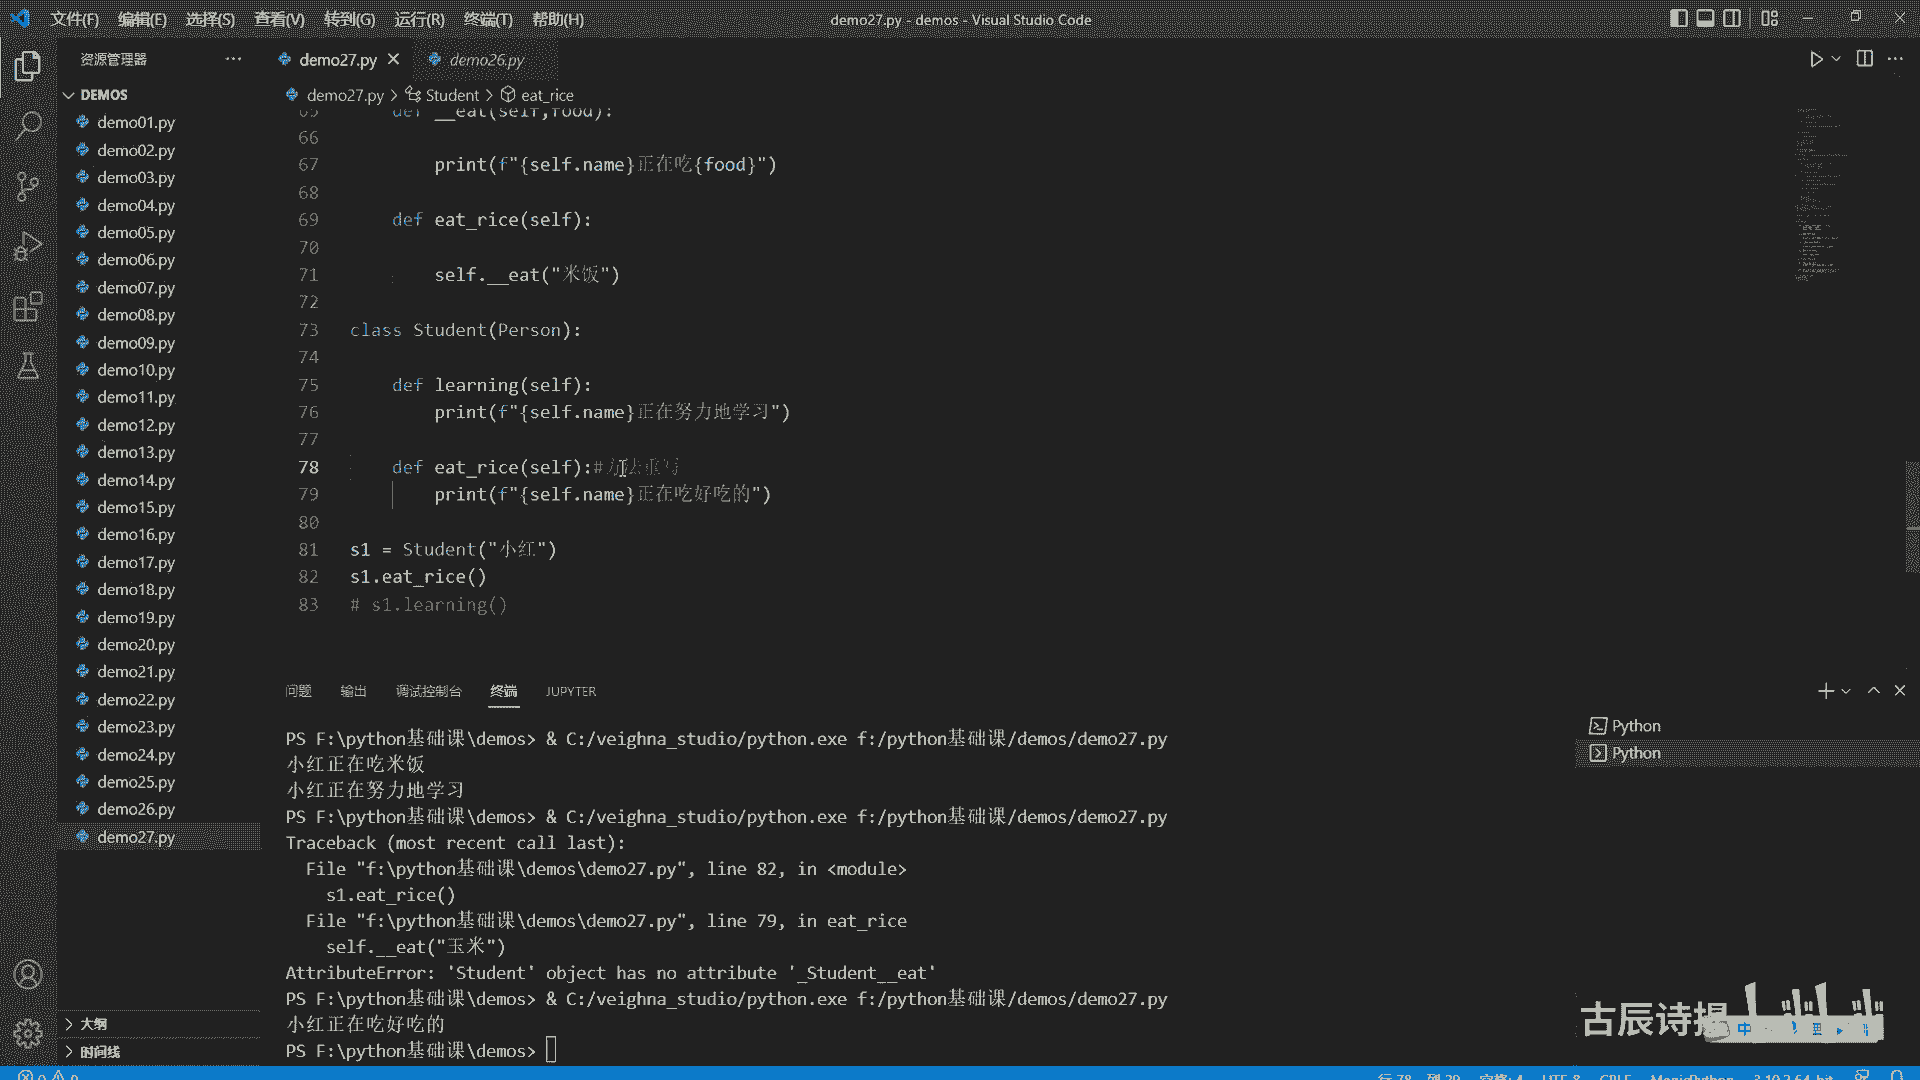 文件(F) 编辑(E) 选择(S) 查看(V) 转到(G) 运行(R) 终端(T) 帮助(H) demo27.py - demos - Visual Studio Code
资源管理器
demo27.py demo26.py
DEMOS
demo27.py > Student > eat_rice
demo01.py
demo02.py
demo03.py
demo04.py
demo05.py
demo06.py
demo07.py
demo08.py
demo09.py
demo10.py
demo11.py
demo12.py
demo13.py
demo14.py
demo15.py
demo16.py
demo17.py
demo18.py
demo19.py
demo20.py
demo21.py
demo22.py
demo23.py
demo24.py
demo25.py
demo26.py
demo27.py
大纲
时间线
65 def __eat(self,food):
66
67 print(f"{self.name}正在吃{food}")
68
69 def eat_rice(self):
70
71 self.__eat("米饭")
72
73 class Student(Person):
74
75 def learning(self):
76 print(f"{self.name}正在努力地学习")
77
78 def eat_rice(self):#方法重写
79 print(f"{self.name}正在吃好吃的")
80
81 s1 = Student("小红")
82 s1.eat_rice()
83 # s1.learning()
问题 输出 调试控制台 终端 JUPYTER
PS F:\python基础课\demos> & C:/veighna_studio/python.exe f:/python基础课/demos/demo27.py
小红正在吃米饭
小红正在努力地学习
PS F:\python基础课\demos> & C:/veighna_studio/python.exe f:/python基础课/demos/demo27.py
Traceback (most recent call last):
File "f:\python基础课\demos\demo27.py", line 82, in <module>
s1.eat_rice()
File "f:\python基础课\demos\demo27.py", line 79, in eat_rice
self.__eat("玉米")
AttributeError: 'Student' object has no attribute '_Student__eat'
PS F:\python基础课\demos> & C:/veighna_studio/python.exe f:/python基础课/demos/demo27.py
小红正在吃好吃的
PS F:\python基础课\demos>
Python
Python
古辰诗提
中